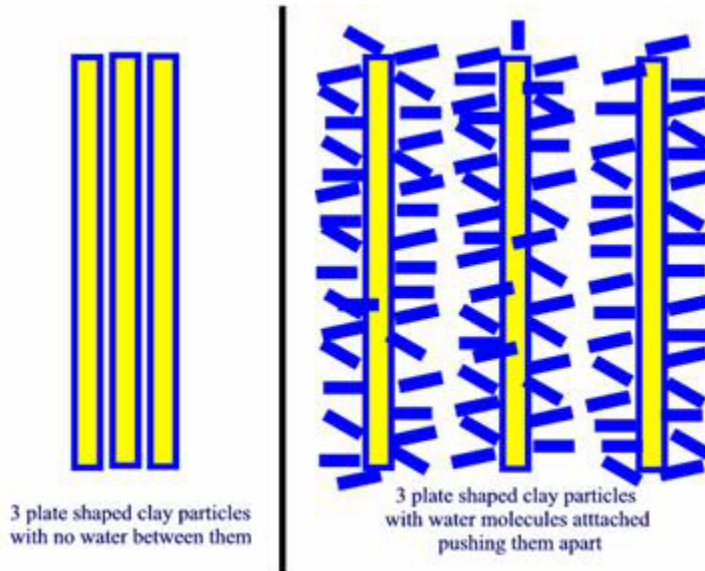 3 plate shaped clay particles
with no water between them
3 plate shaped clay particles
with water molecules atttached
pushing them apart